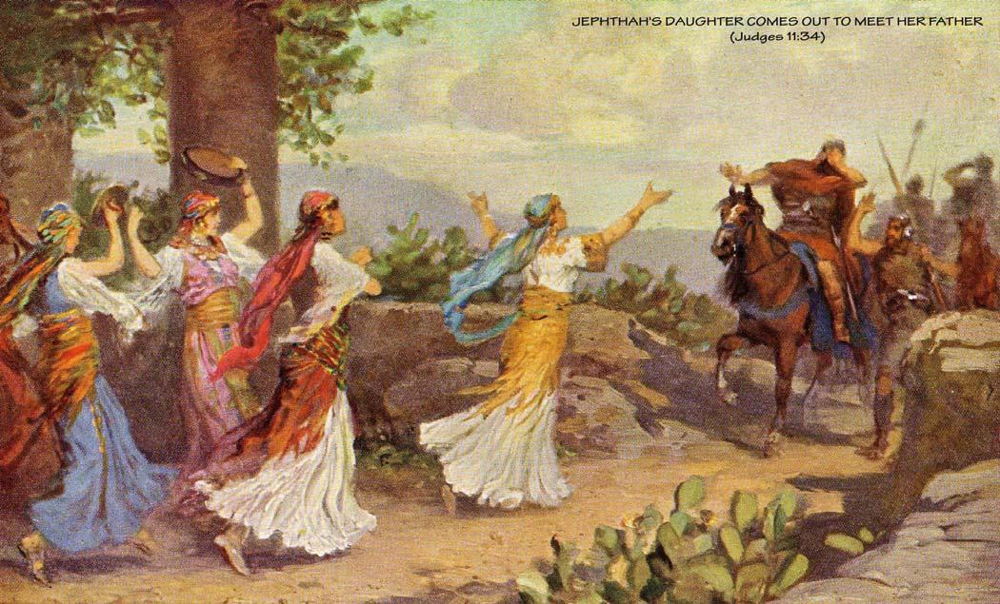 JEPHTHAH'S DAUGHTER COMES OUT TO MEET HER FATHER
(Judges 11:34)